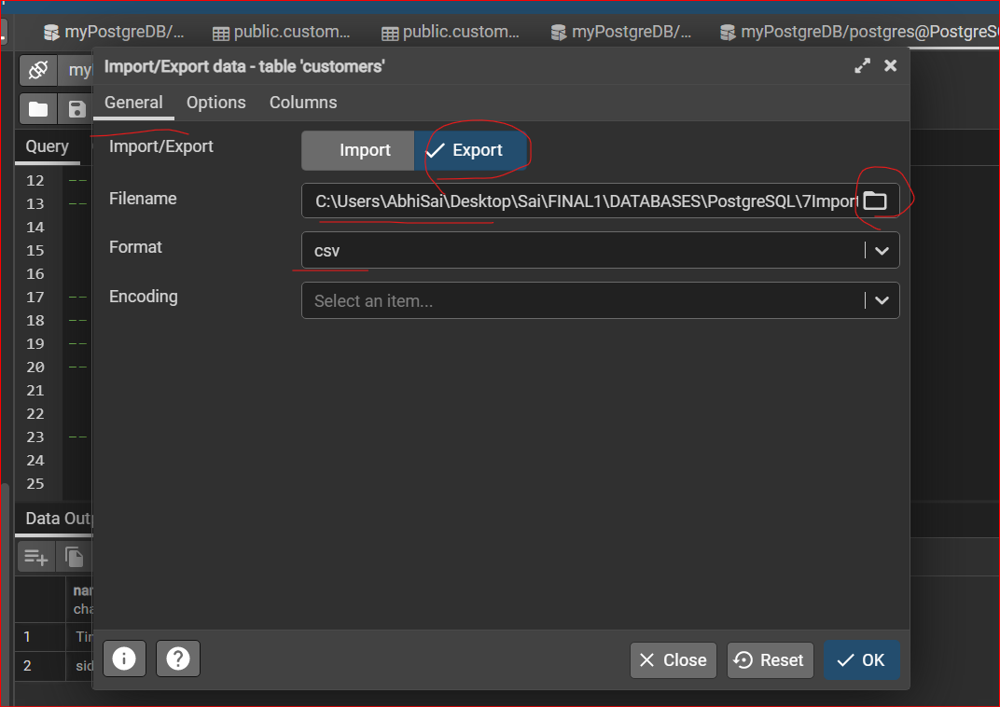 myPostgreDB/... public.custom... public.custom... myPostgreDB/... myPostgreDB/postgres@PostgreSQ
Import/Export data - table 'customers'
General Options Columns
Query
Import/Export Import Export
Filename C:\Users\AbhiSai\Desktop\Sai\FINAL1\DATABASES\PostgreSQL\7Import
Format csv
Encoding Select an item...
12 --
13 --
14
15
16
17 --
18 --
19 --
20 --
21
22
23 --
24
25
Data Outp
nam
cha
1 Tin
2 sid
Close Reset OK